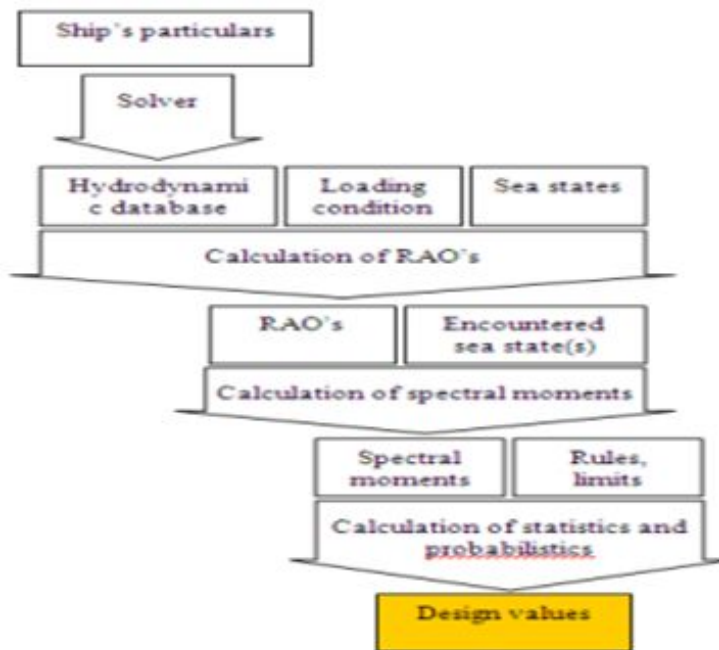 Ship's particulars
Solver
Hydrodynami
c database
Loading
condition
Sea states
Calculation of RAO's
RAO's
Encountered
sea state(s)
Calculation of spectral moments
Spectral
moments
Rules,
limits
Calculation of statistics and
probabilistics
Design values